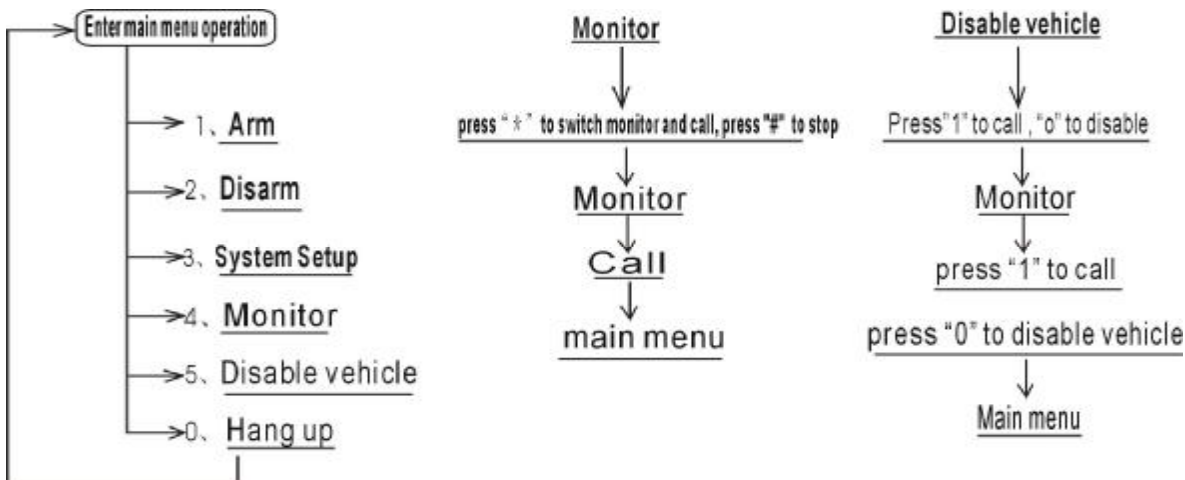 Enter main menu operation
1、Arm
2、Disarm
3、System Setup
4、Monitor
5、Disable vehicle
0、Hang up
Monitor
press “*” to switch monitor and call, press "#" to stop
Monitor
Call
main menu
Disable vehicle
Press"1" to call , “o” to disable
Monitor
press “1” to call
press “0” to disable vehicle
Main menu